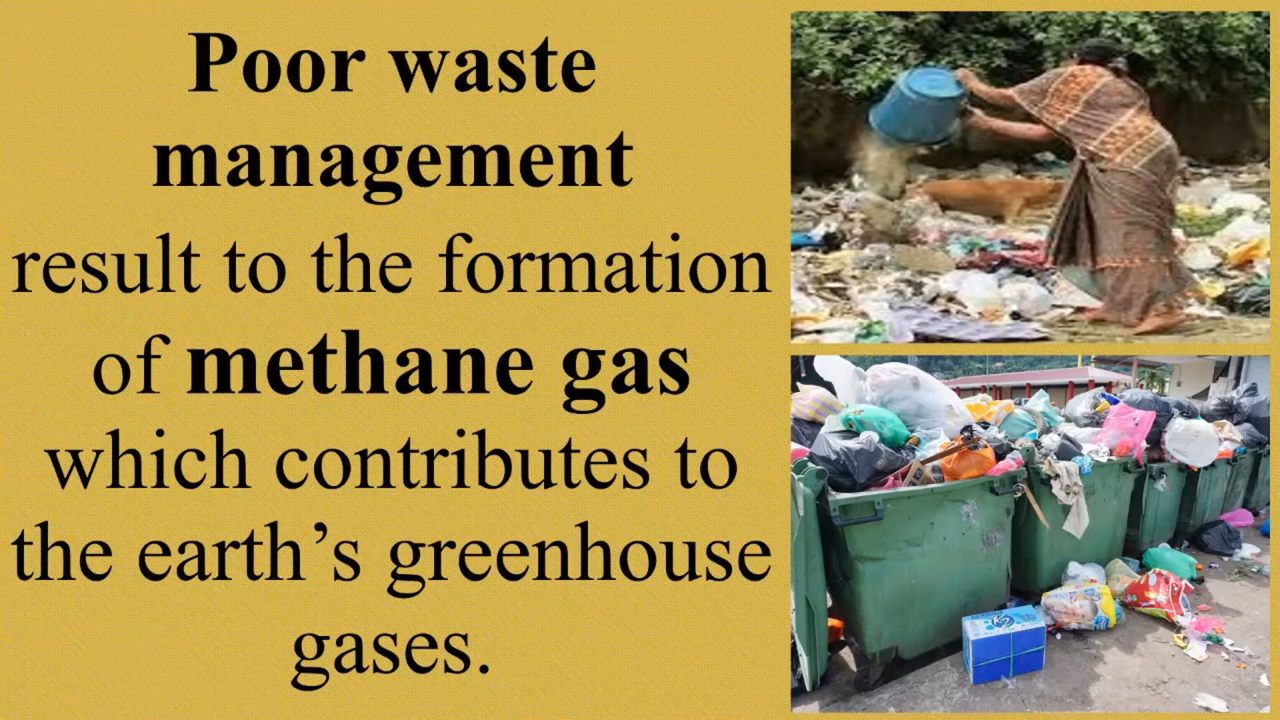 Poor waste
management
result to the formation
of methane gas
which contributes to
the earth’s greenhouse
gases.